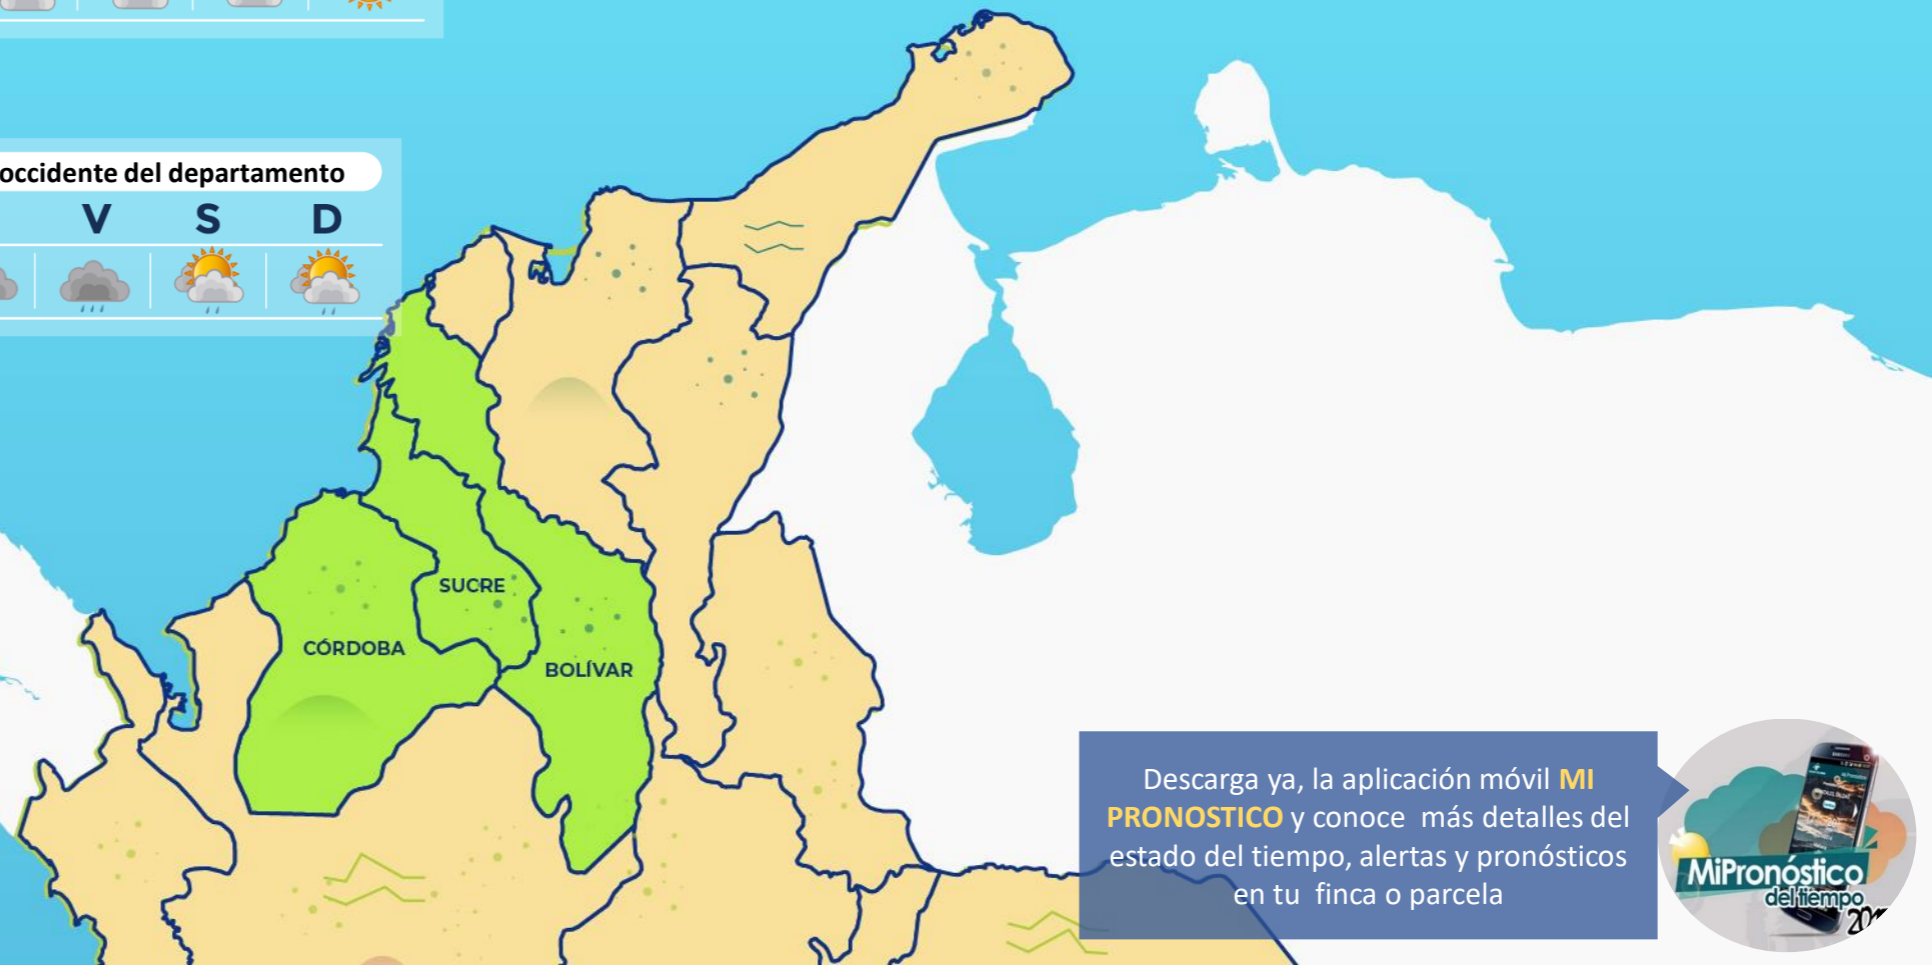 occidente del departamento
V S D
SUCRE
CÓRDOBA
BOLÍVAR
Descarga ya, la aplicación móvil MI
PRONOSTICO y conoce más detalles del
estado del tiempo, alertas y pronósticos
en tu finca o parcela
MiPronóstico
del tiempo